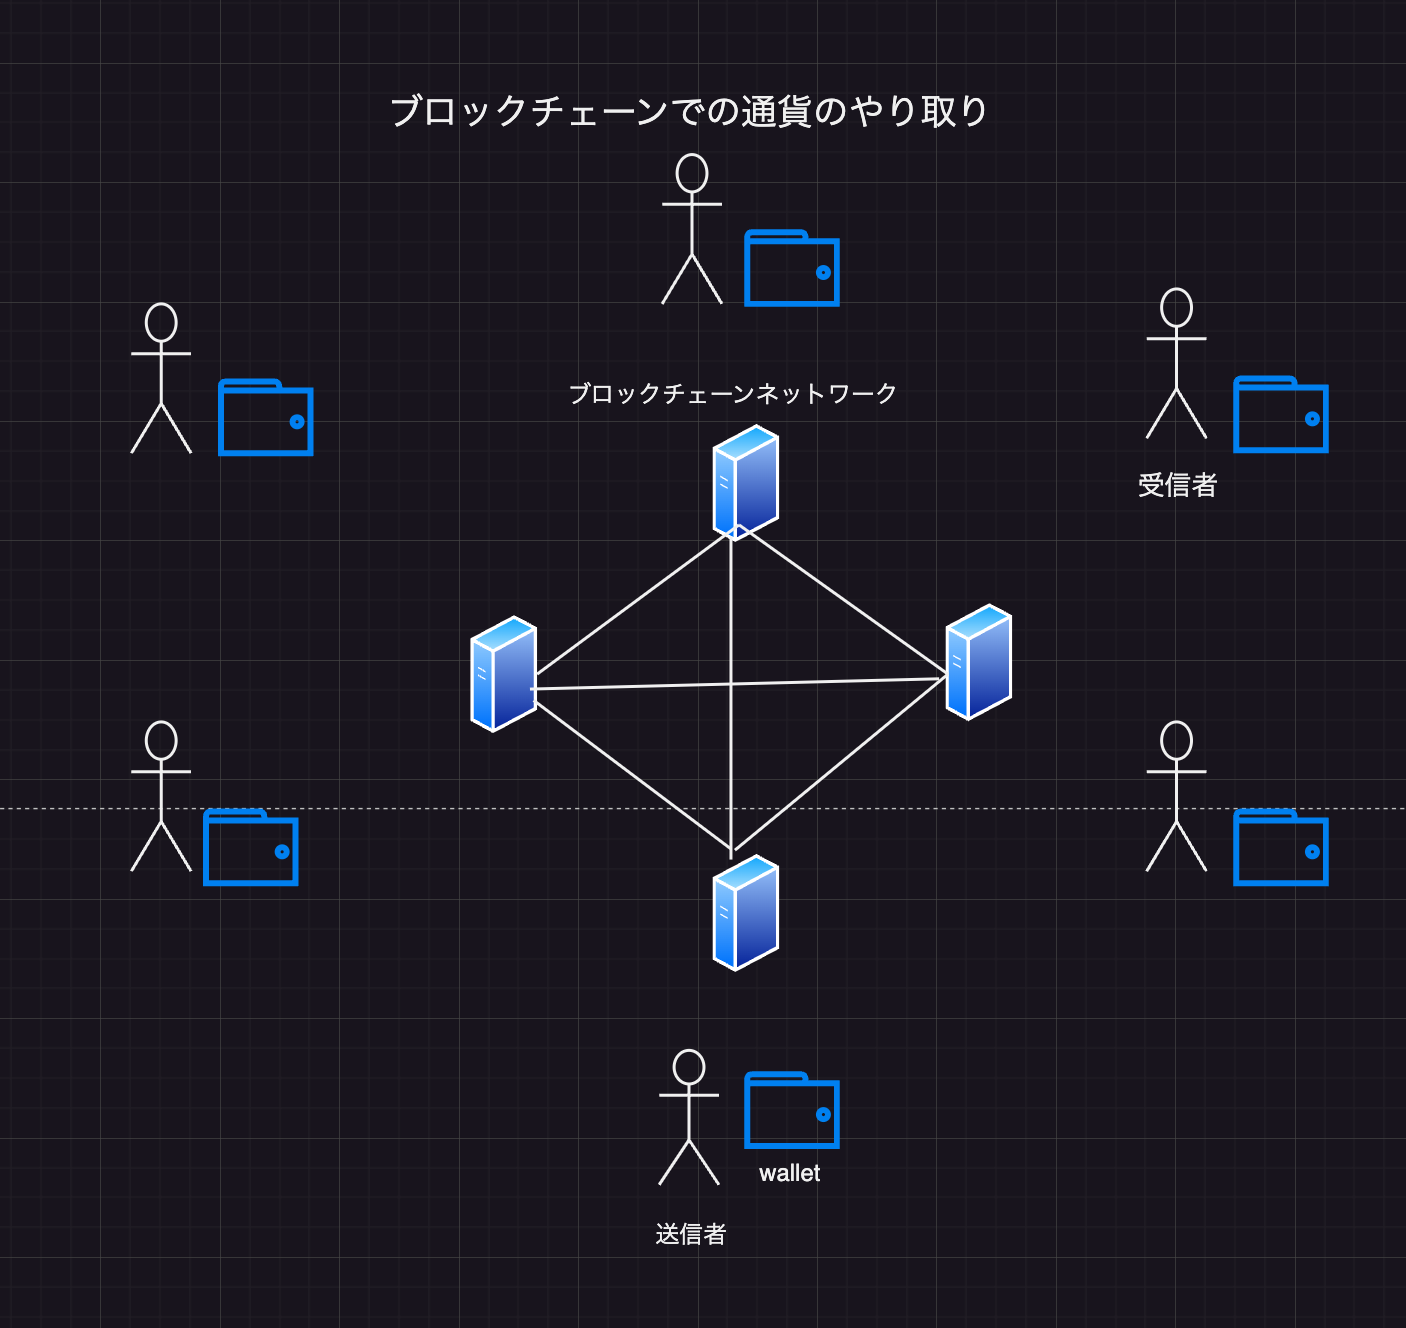 ブロックチェーンでの通貨のやり取り
ブロックチェーンネットワーク
受信者
wallet
送信者